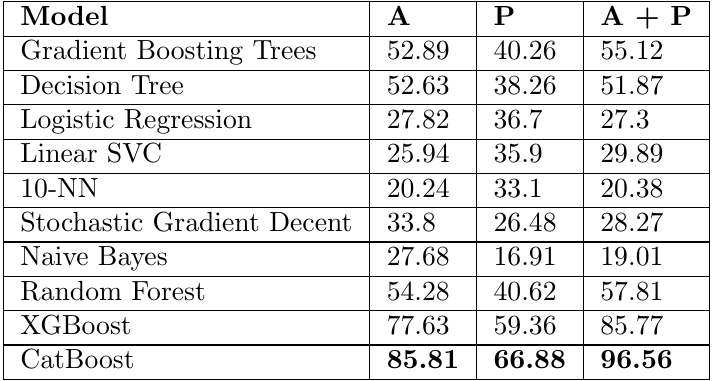 Model A P A + P
Gradient Boosting Trees 52.89 40.26 55.12
Decision Tree 52.63 38.26 51.87
Logistic Regression 27.82 36.7 27.3
Linear SVC 25.94 35.9 29.89
10-NN 20.24 33.1 20.38
Stochastic Gradient Decent 33.8 26.48 28.27
Naive Bayes 27.68 16.91 19.01
Random Forest 54.28 40.62 57.81
XGBoost 77.63 59.36 85.77
CatBoost 85.81 66.88 96.56